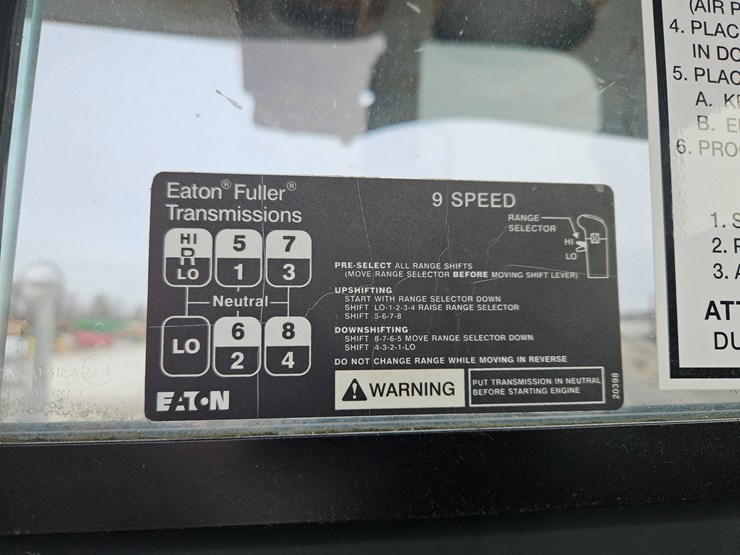 Eaton® Fuller®
Transmissions
9 SPEED
HI
R
LO
5
1
7
3
Neutral
LO
6
2
8
4
EATON
RANGE
SELECTOR
HI
LO
PRE-SELECT ALL RANGE SHIFTS
(MOVE RANGE SELECTOR BEFORE MOVING SHIFT LEVER)
UPSHIFTING
START WITH RANGE SELECTOR DOWN
SHIFT LO-1-2-3-4 RAISE RANGE SELECTOR
SHIFT 5-6-7-8
DOWNSHIFTING
SHIFT 8-7-6-5 MOVE RANGE SELECTOR DOWN
SHIFT 4-3-2-1-LO
DO NOT CHANGE RANGE WHILE MOVING IN REVERSE
WARNING
PUT TRANSMISSION IN NEUTRAL
BEFORE STARTING ENGINE
20398
(AIR P
4. PLAC
IN DO
5. PLAC
A. K
B. E
6. PRO
1. S
2.
3. A
ATT
DU